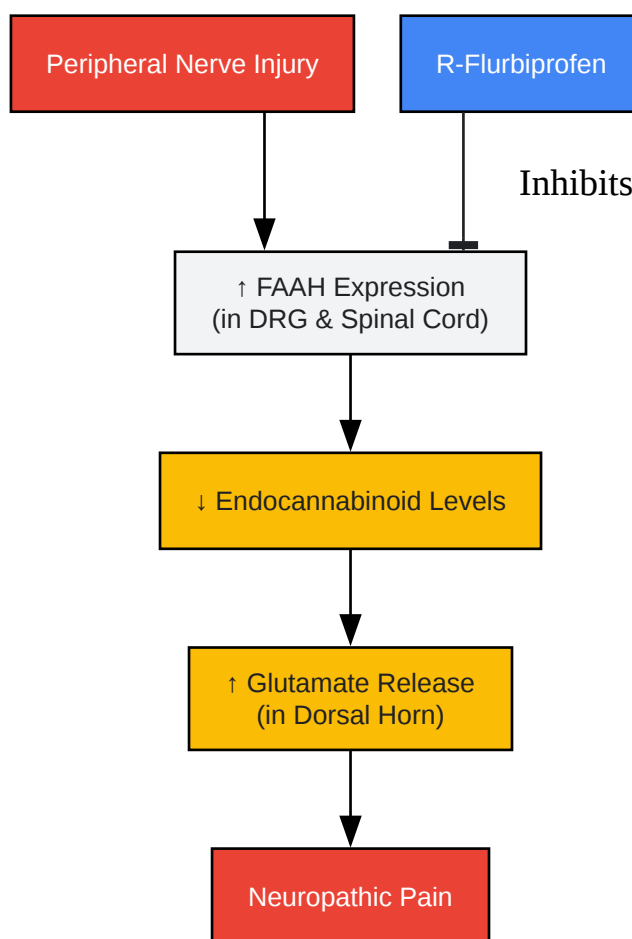 Peripheral Nerve Injury
R-Flurbiprofen
Inhibits
↑ FAAH Expression
(in DRG & Spinal Cord)
↓ Endocannabinoid Levels
↑ Glutamate Release
(in Dorsal Horn)
Neuropathic Pain